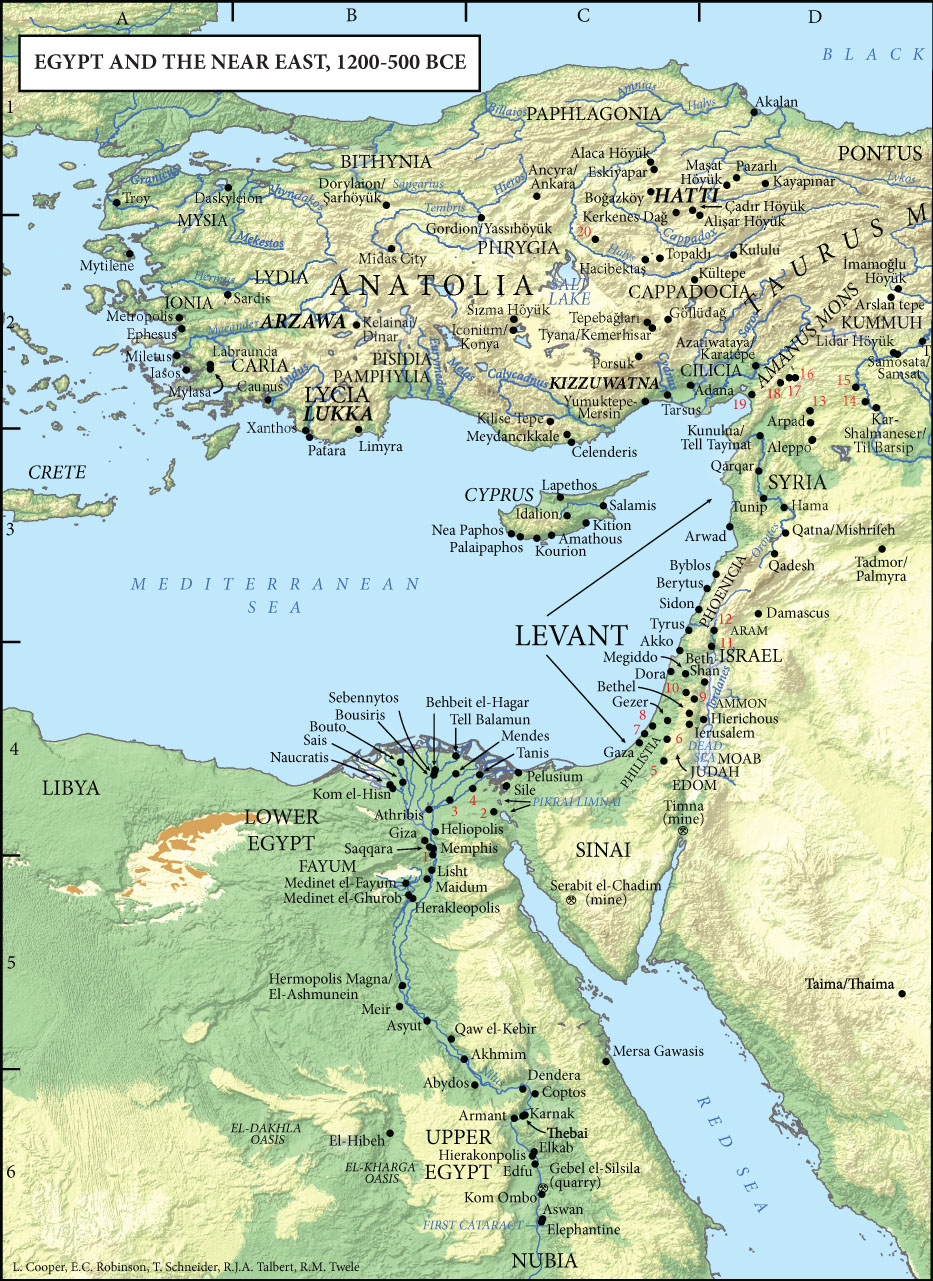 A
B
C
D
EGYPT AND THE NEAR EAST, 1200-500 BCE
BLACK
1
Amnias
Halys
Akalan
Billaios
PAPHLAGONIA
BITHYNIA
Alaca Höyük
Eskiyapar
Maşat
Höyük
Pazarlı
PONTUS
Granicus
Troy
Daskyleion
Rhyndakos
Dorylaion/
Şarhöyük
Sangarius
Hieros
Ancyra/
Ankara
Boğazköy
HATTI
Kayapınar
Lykos
MYSIA
Tembris
Gordion/Yassıhöyük
Kerkenes Dağ
Çadır Höyük
Alişar Höyük
Mekestos
20
PHRYGIA
Cappadox
TAURUS M
Mytilene
Midas City
Halys
Hacibektaş
Topaklı
Kululu
Hermus
LYDIA
ANATOLIA
SALT
LAKE
Kültepe
CAPPADOCIA
İmamoğlu
Höyük
IONIA
Sardis
Arslan tepe
2
Metropolis
Ephesus
Maeander
ARZAWA
Kelainai/
Dinar
Sızma Höyük
Iconium/
Konya
Tepebağları
Tyana/Kemerhisar
Göllüdağ
Saros
AMANUS MONS
KUMMUH
Miletus
Iasos
Mylasa
Labraunda
CARIA
Caunus
Indus
PISIDIA
PAMPHYLIA
Eurymedon
Melas
Calycadnus
Porsuk
Azatiwataya/
Karatepe
Lidar Höyük
Samosata/
Samsat
T
LYCIA
LUKKA
KIZZUWATNA
Cydnus
CILICIA
Adana
16
17
18
15
14
13
19
Yumuktepe-
Mersin
Tarsus
Xanthos
Patara
Limyra
Kilise Tepe
Meydancıkkale
Celenderis
Kunulua/
Tell Tayinat
Arpad
Aleppo
Kar-
Shalmaneser/
Til Barsip
CRETE
Qarqar
SYRIA
3
CYPRUS
Lapethos
Salamis
Idalion
Kition
Nea Paphos
Palaipaphos
Kourion
Amathous
Tunip
Hama
Arwad
Orontes
Qatna/Mishrifeh
Qadesh
Tadmor/
Palmyra
MEDITERRANEAN
SEA
Byblos
Berytus
PHOENICIA
Sidon
Damascus
LEVANT
Tyrus
12
ARAM
Akko
11
Megiddo
Beth
Shan
ISRAEL
Dora
Bethel
10
9
Jordanes
AMMON
Gezer
Hierichous
8
7
Ierusalem
4
Sebennytos
Bousiris
Bouto
Sais
Naucratis
Behbeit el-Hagar
Tell Balamun
Mendes
Tanis
Gaza
PHILISTIA
6
5
DEAD
SEA
MOAB
JUDAH
EDOM
LIBYA
Kom el-Hisn
Pelusium
Sile
PIKRAI LIMNAI
4
3
2
Timna
(mine)
LOWER
EGYPT
Athribis
Giza
Heliopolis
Saqqara
Memphis
1
SINAI
FAYUM
Lisht
Medinet el-Fayum
Maidum
Medinet el-Ghurob
Herakleopolis
Serabit el-Chadim
(mine)
5
Hermopolis Magna/
El-Ashmunein
Taima/Thaima
Meir
Asyut
Qaw el-Kebir
Akhmim
Mersa Gawasis
Abydos
Nilus
Dendera
Coptos
RED SEA
Armant
Karnak
Thebai
EL-DAKHLA
OASIS
El-Hibeh
UPPER
EGYPT
Elkab
Hierakonpolis
6
EL-KHARGA
OASIS
Edfu
Gebel el-Silsila
(quarry)
Kom Ombo
Aswan
FIRST CATARACT
Elephantine
NUBIA
L. Cooper, E.C. Robinson, T. Schneider, R.J.A. Talbert, R.M. Twele